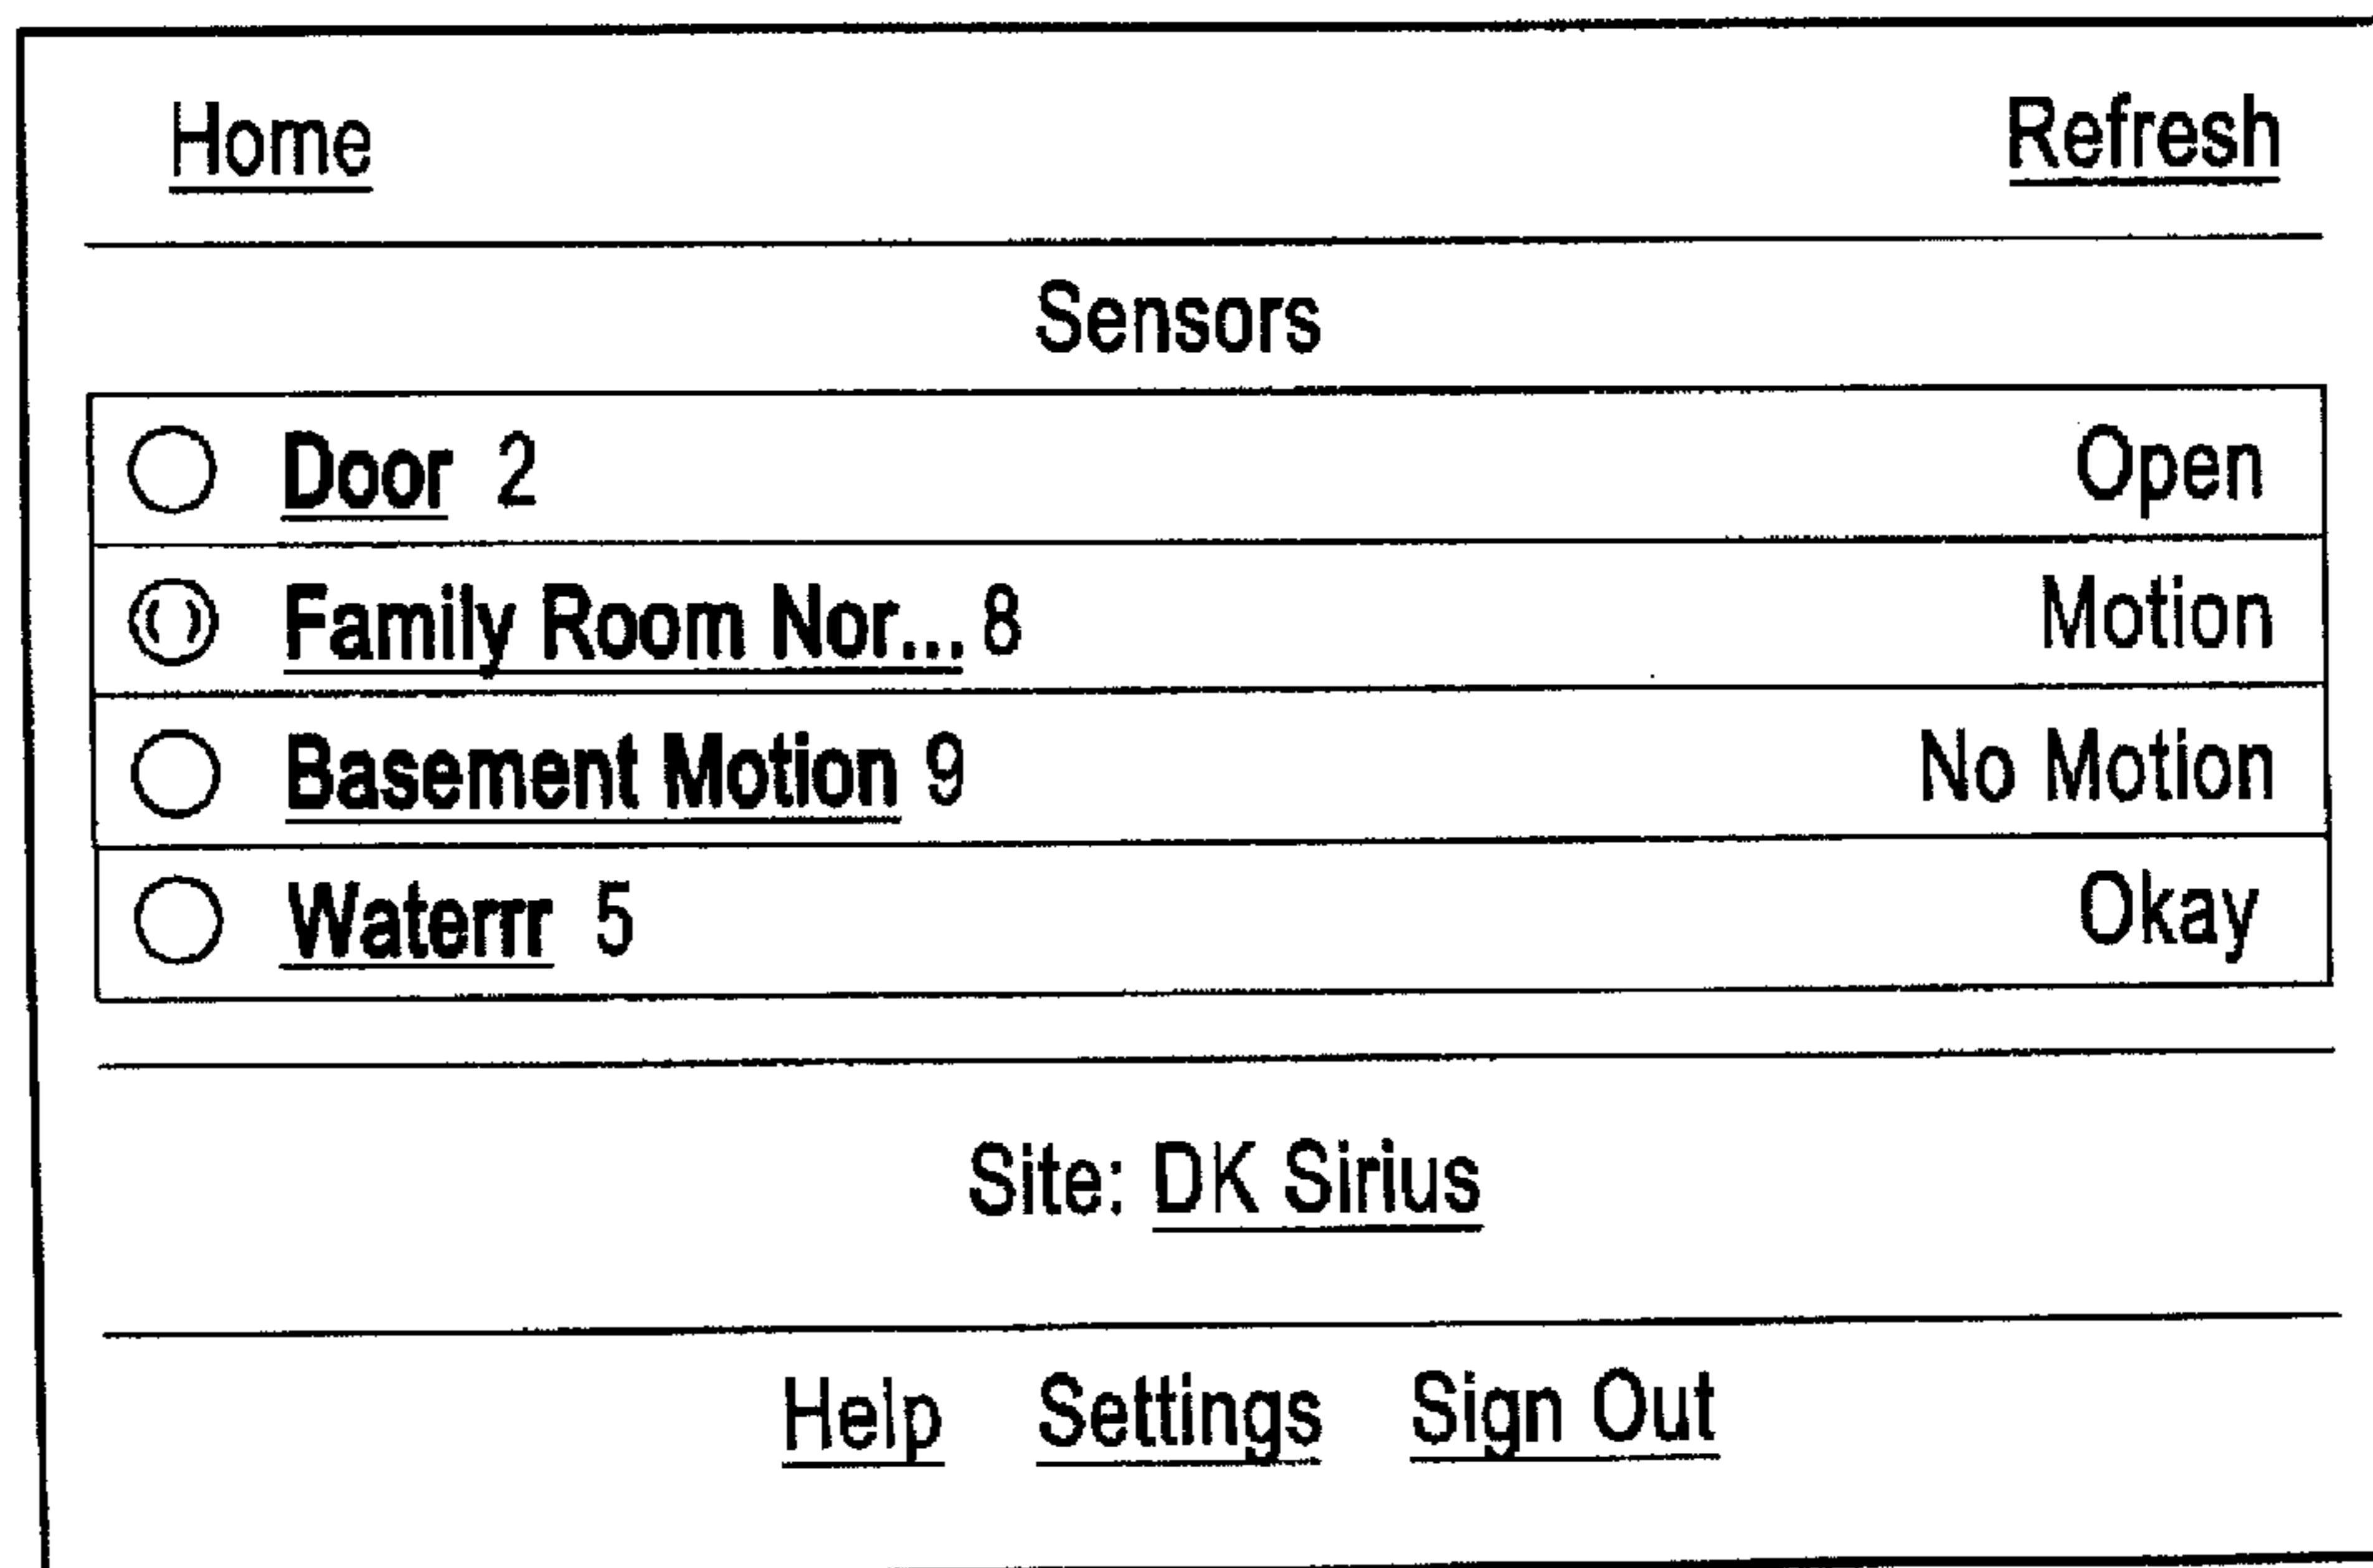 Home Refresh
Sensors
Door 2 Open
Family Room Nor... 8 Motion
Basement Motion 9 No Motion
Waterrr 5 Okay
Site: DK Sirius
Help Settings Sign Out